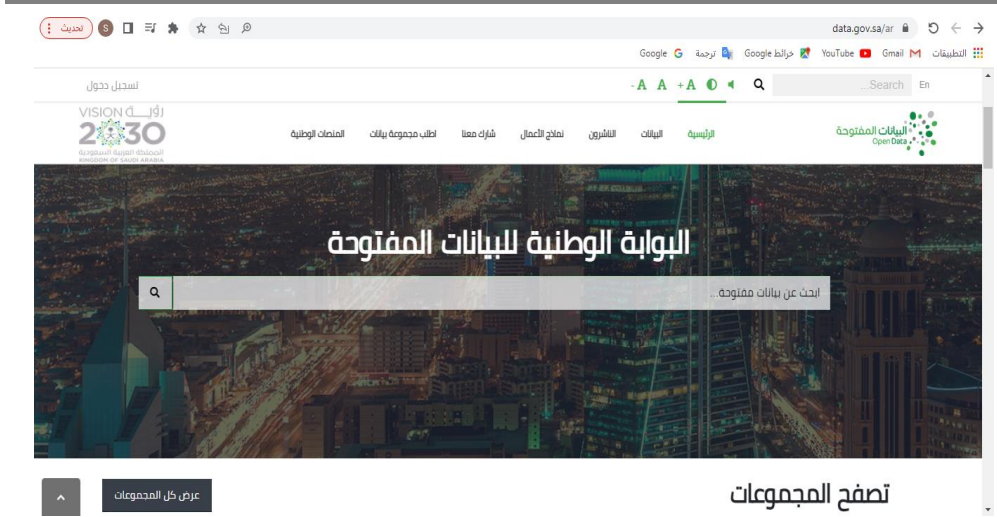 data.gov.sa/ar
تحديث
S
التطبيقات
Gmail
YouTube
خرائط Google
ترجمة
Google
En
Search...
A+ A A-
تسجيل دخول
البيانات المفتوحة
Open Data
الرئيسية
البيانات
الناشرون
نماذج الأعمال
شارك معنا
اطلب مجموعة بيانات
المنصات الوطنية
VISION رؤيــــة
2030
المملكة العربية السعودية
KINGDOM OF SAUDI ARABIA
البوابة الوطنية للبيانات المفتوحة
ابحث عن بيانات مفتوحة...
تصفح المجموعات
عرض كل المجموعات